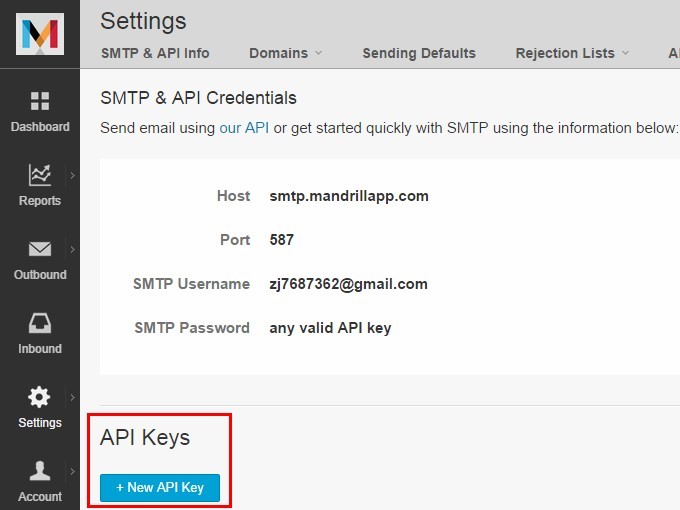 Settings
SMTP & API Info Domains Sending Defaults Rejection Lists
SMTP & API Credentials
Send email using our API or get started quickly with SMTP using the information below:
Host smtp.mandrillapp.com
Port 587
SMTP Username zj7687362@gmail.com
SMTP Password any valid API key
API Keys
+ New API Key
Dashboard
Reports
Outbound
Inbound
Settings
Account